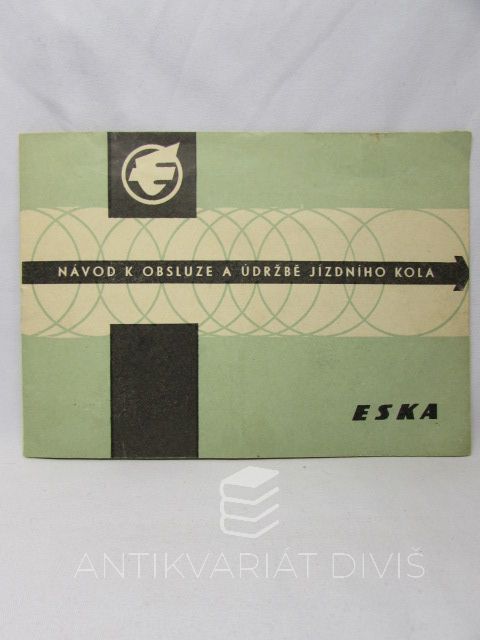 NÁVOD K OBSLUZE A ÚDRŽBĚ JÍZDNÍHO KOLA
ESKA
ANTIKVARIÁT DIVIŠ